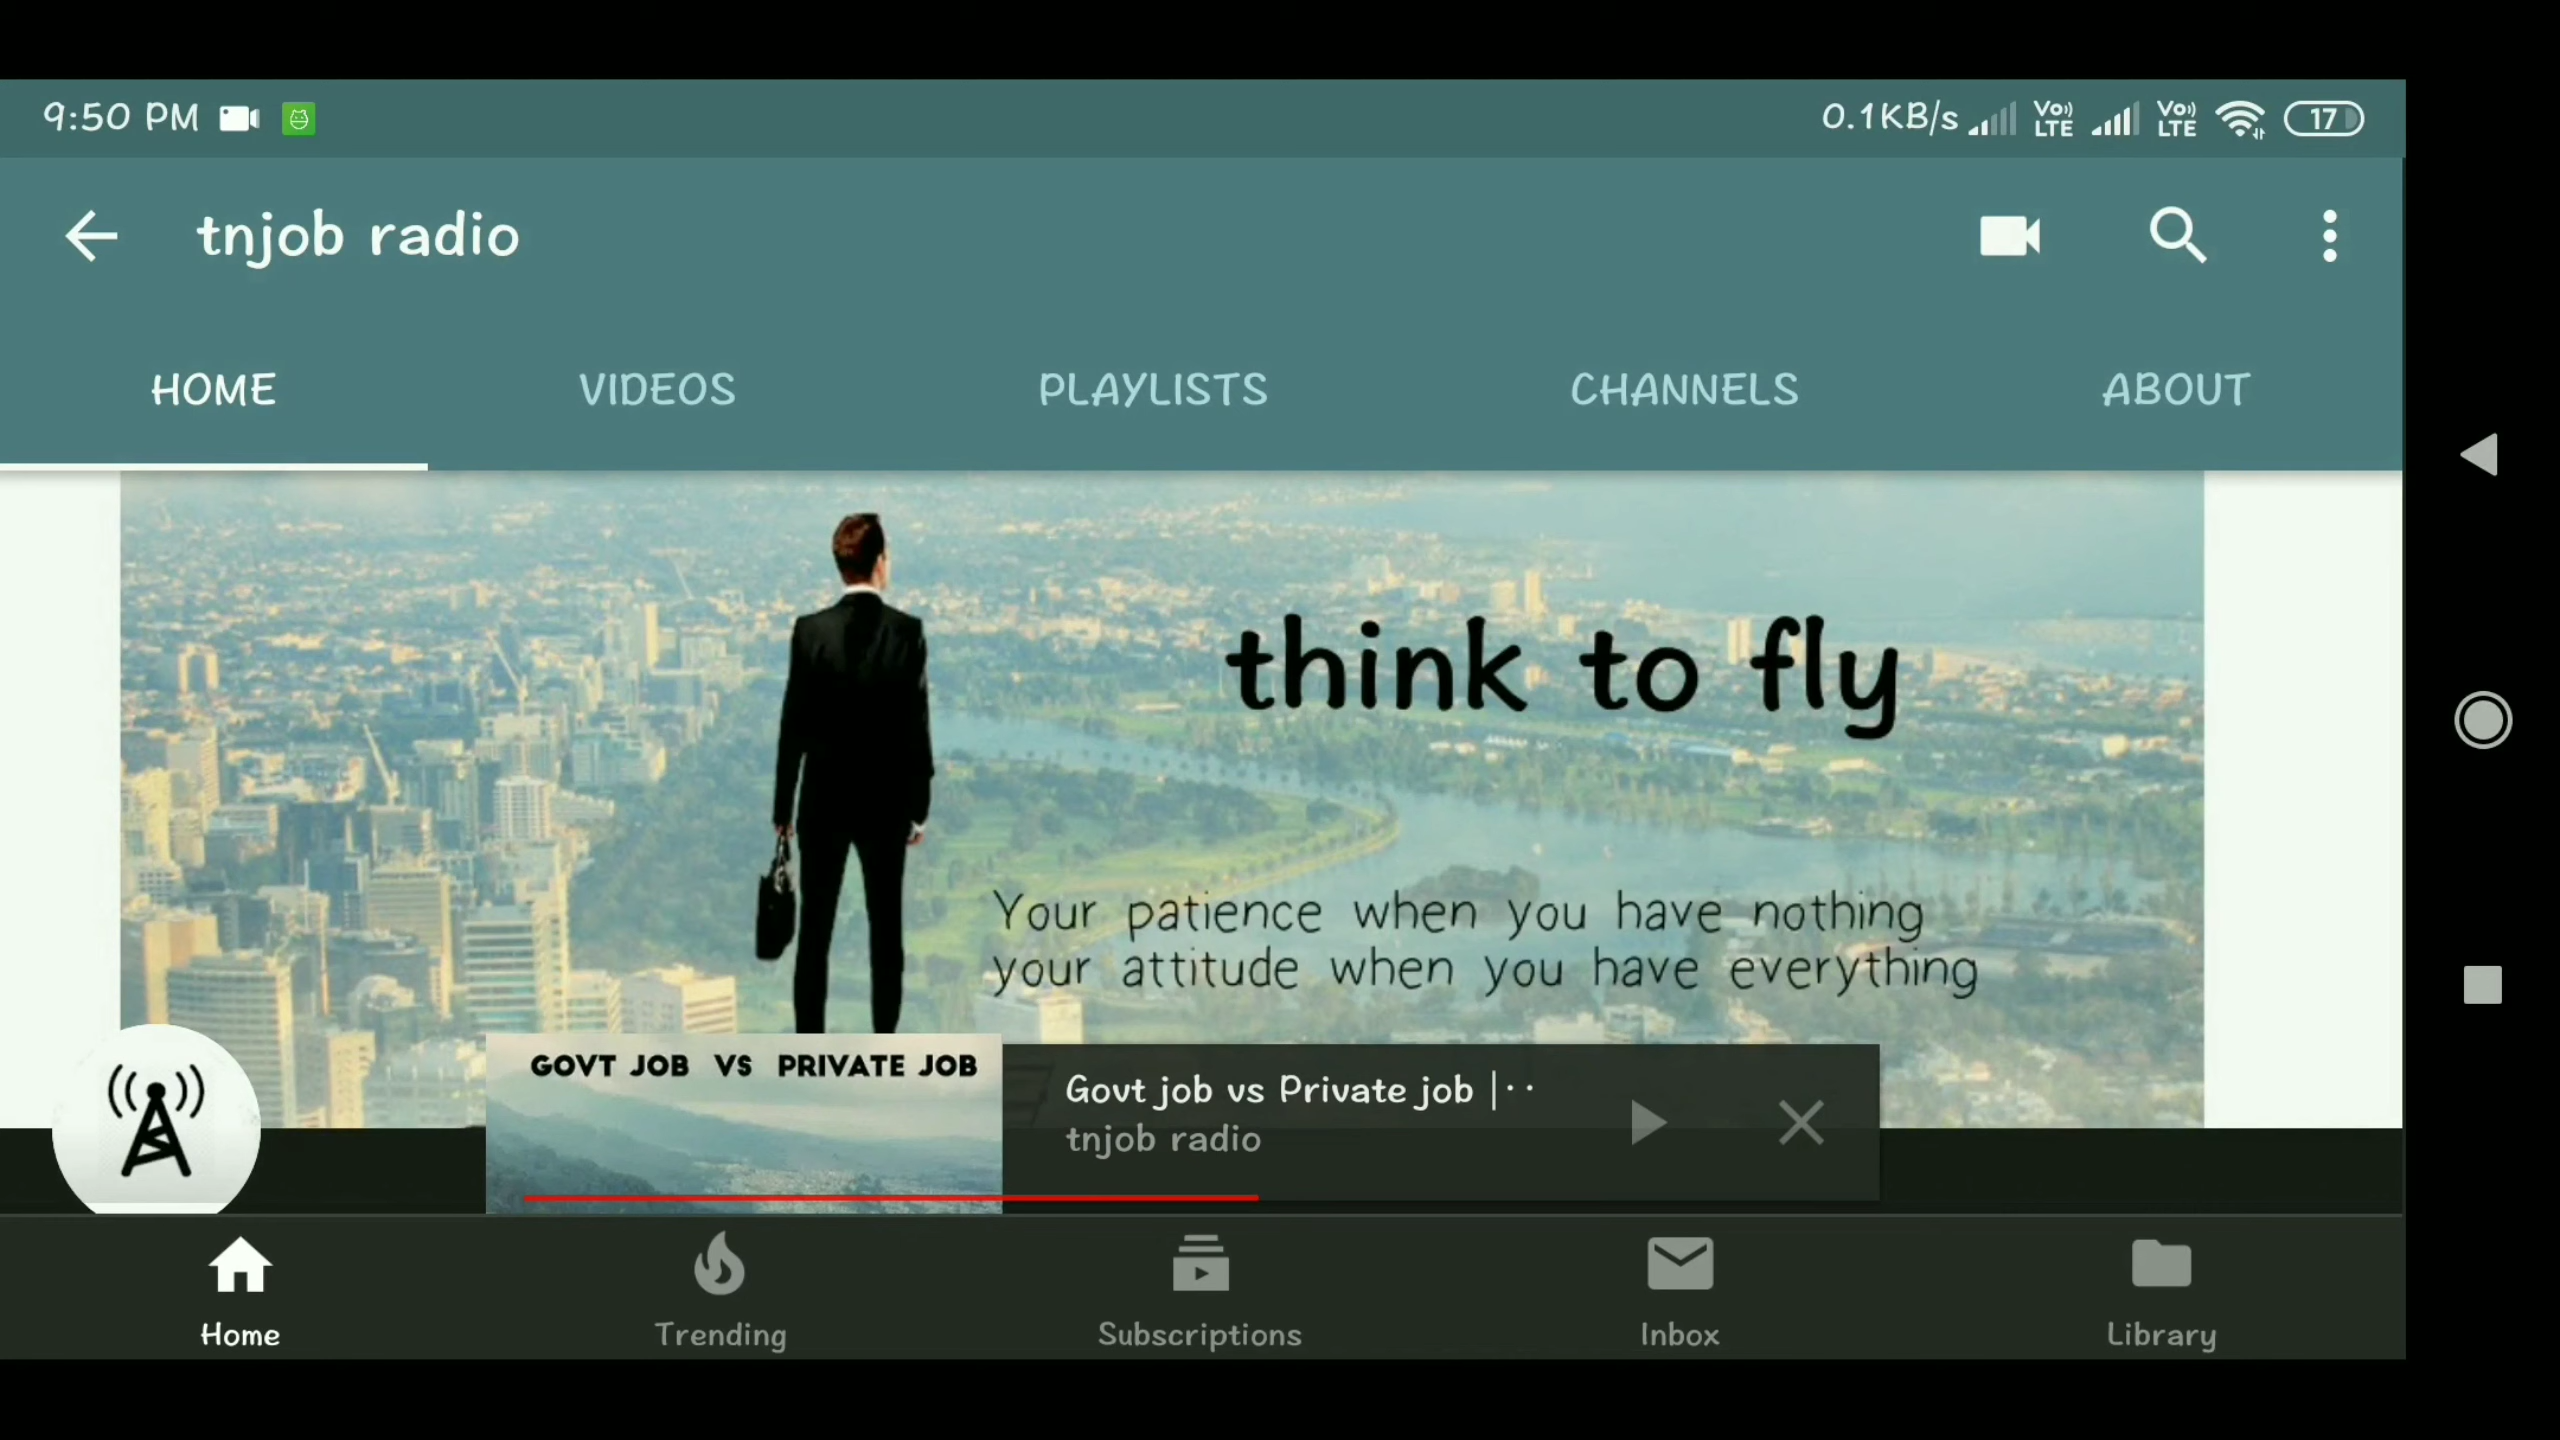 9:50 PM
0.1KB/s Vo)) LTE Vo)) LTE 17
tnjob radio
HOME VIDEOS PLAYLISTS CHANNELS ABOUT
think to fly
Your patience when you have nothing
your attitude when you have everything
GOVT JOB VS PRIVATE JOB
Govt job vs Private job |··
tnjob radio
Home Trending Subscriptions Inbox Library